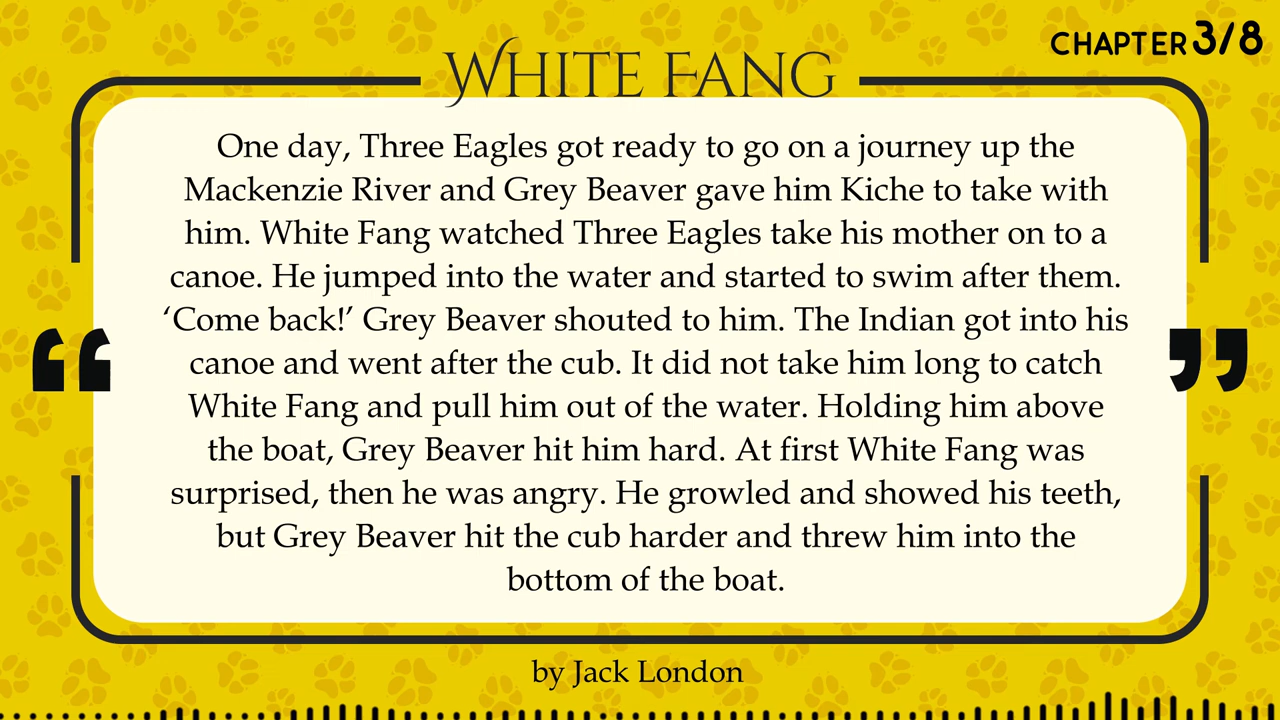 CHAPTER 3/8
WHITE FANG
One day, Three Eagles got ready to go on a journey up the
Mackenzie River and Grey Beaver gave him Kiche to take with
him. White Fang watched Three Eagles take his mother on to a
canoe. He jumped into the water and started to swim after them.
‘Come back!’ Grey Beaver shouted to him. The Indian got into his
canoe and went after the cub. It did not take him long to catch
White Fang and pull him out of the water. Holding him above
the boat, Grey Beaver hit him hard. At first White Fang was
surprised, then he was angry. He growled and showed his teeth,
but Grey Beaver hit the cub harder and threw him into the
bottom of the boat.
“ ”
by Jack London